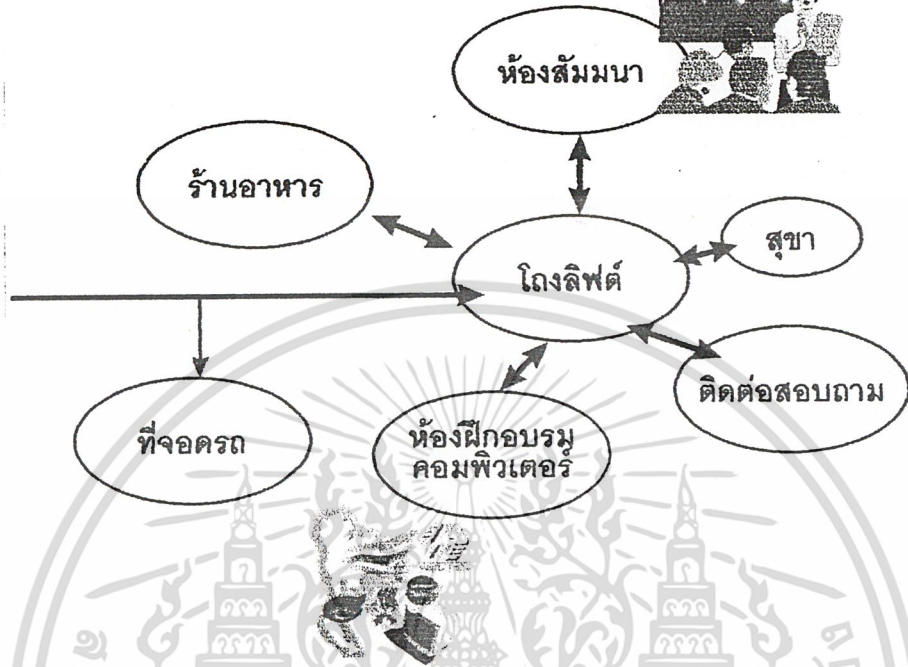 ห้องสัมมนา
ร้านอาหาร
สุขา
โถงลิฟต์
ติดต่อสอบถาม
ที่จอดรถ
ห้องฝึกอบรม
คอมพิวเตอร์